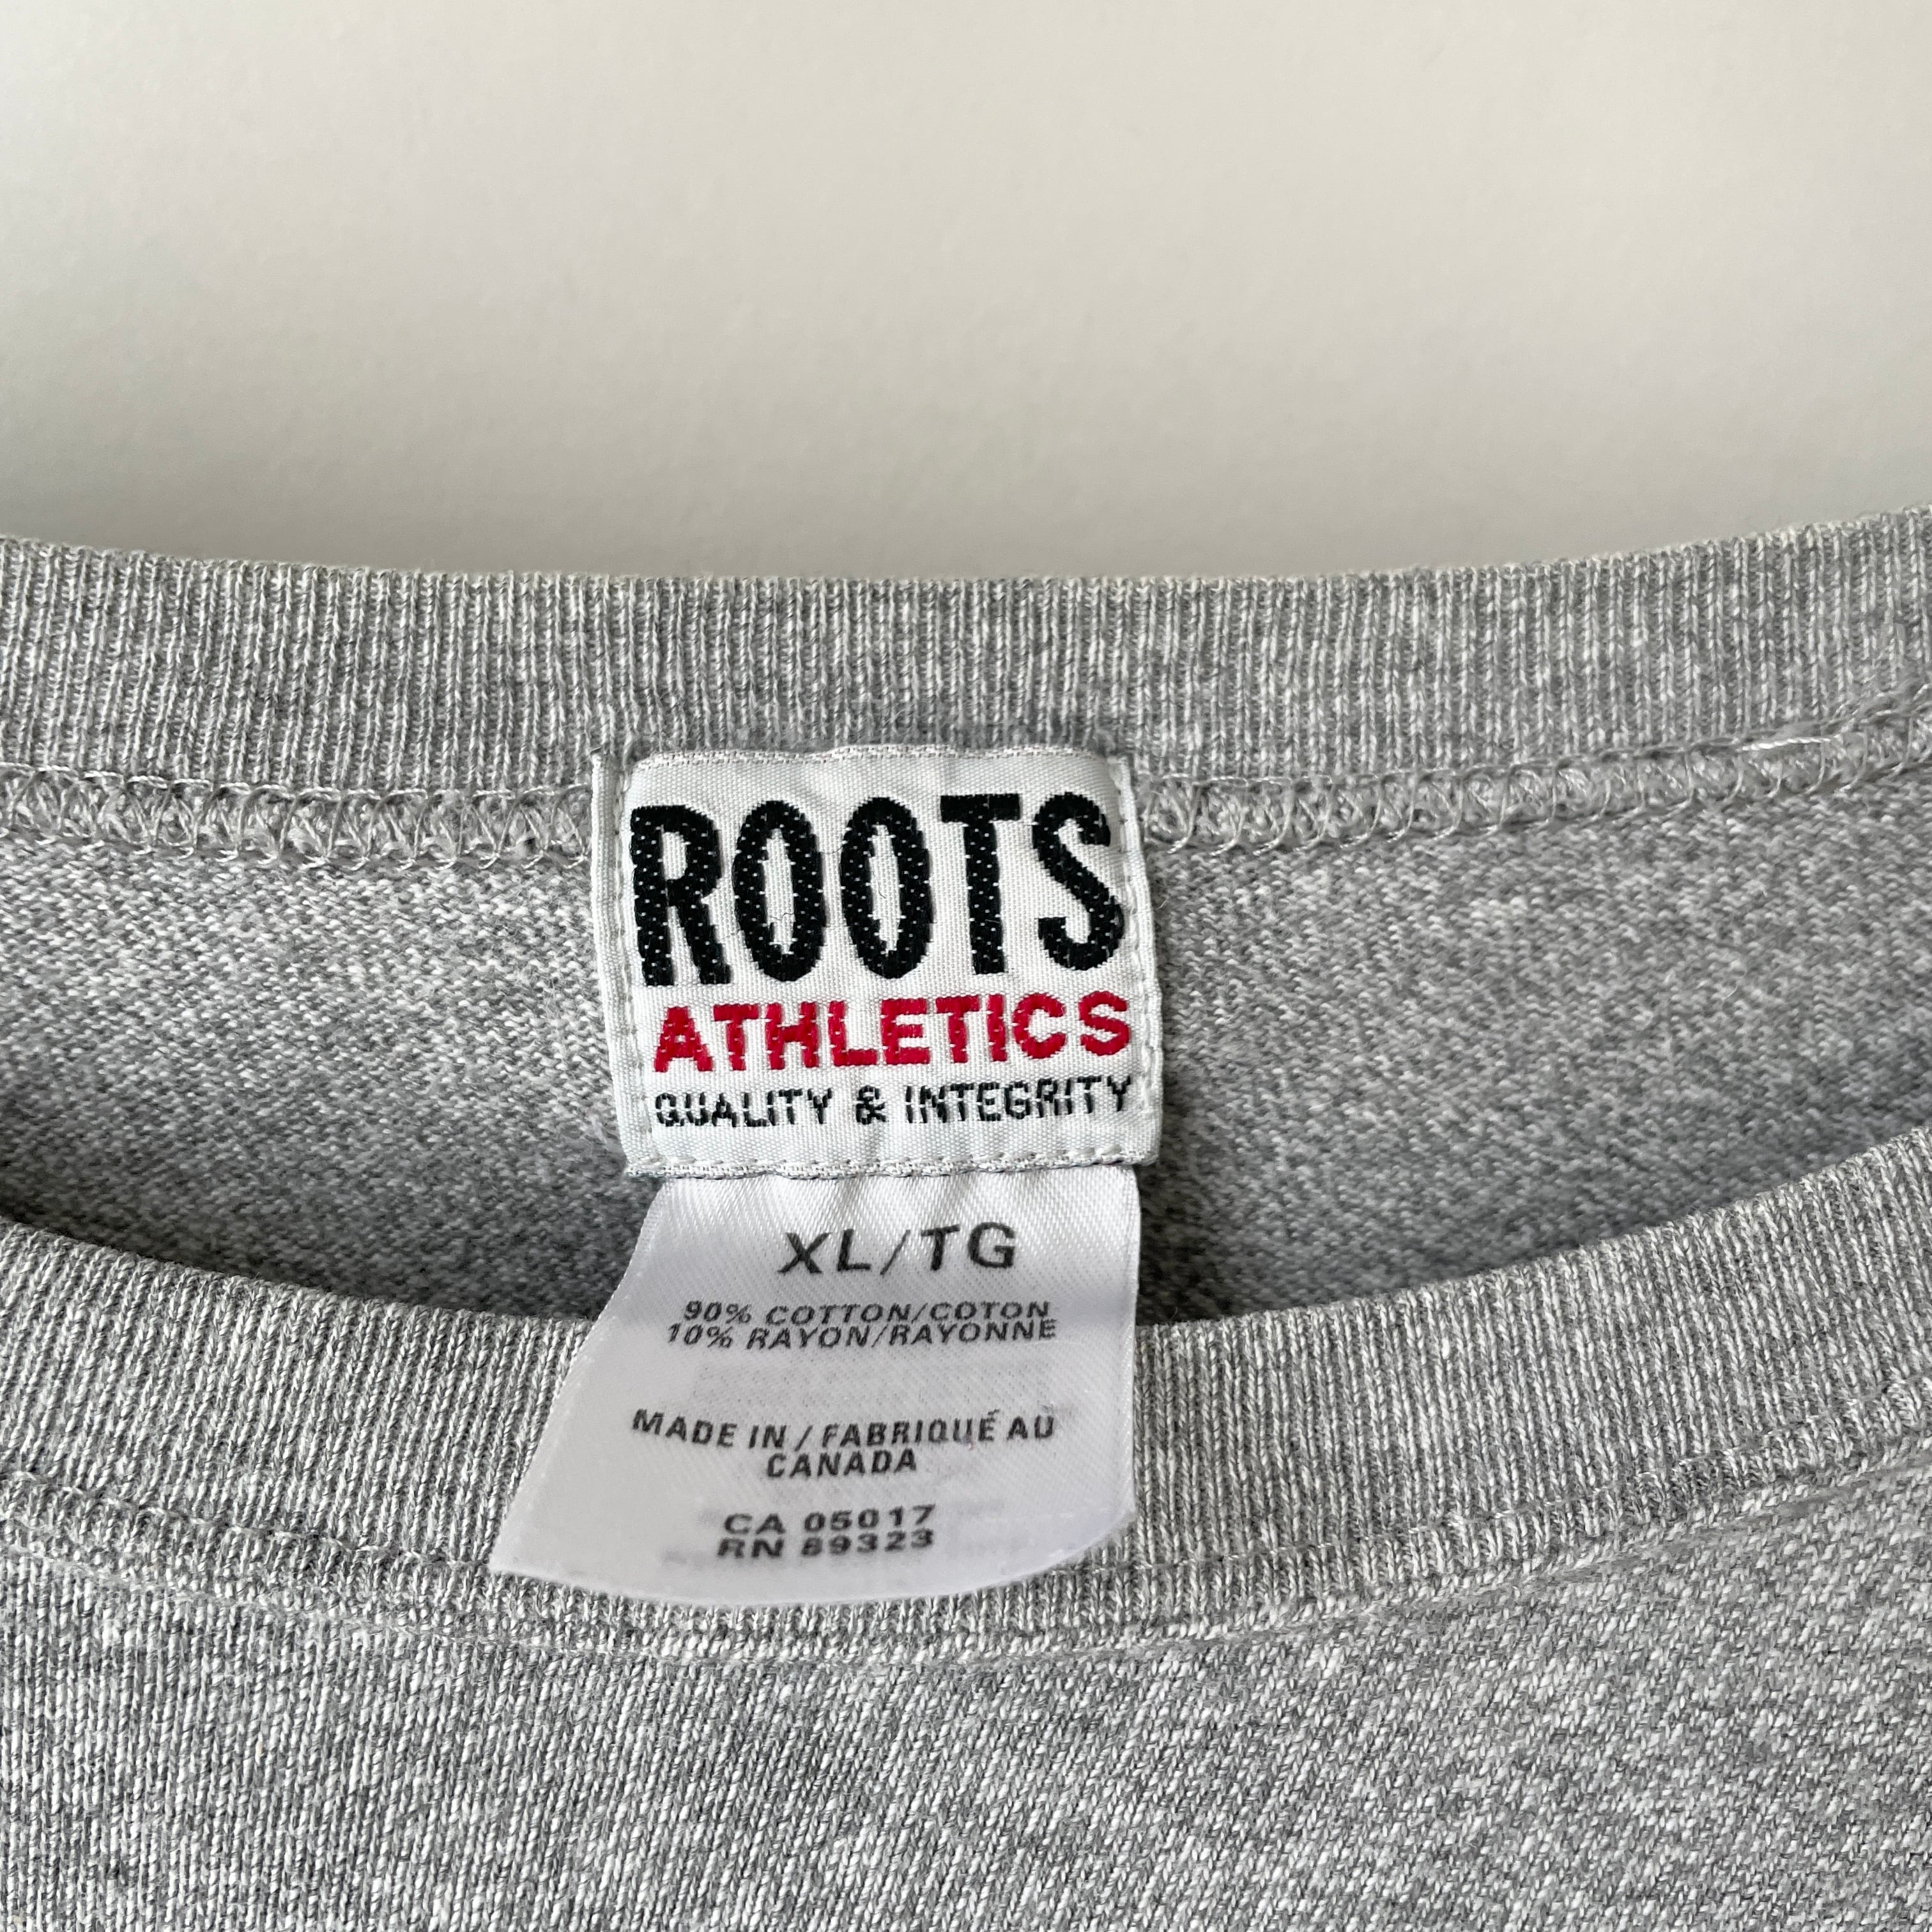 ROOTS
ATHLETICS
QUALITY & INTEGRITY
XL/TG
90% COTTON/COTON
10% RAYON/RAYONNE
MADE IN / FABRIQUÉ AU
CANADA
CA 05017
RN 89323